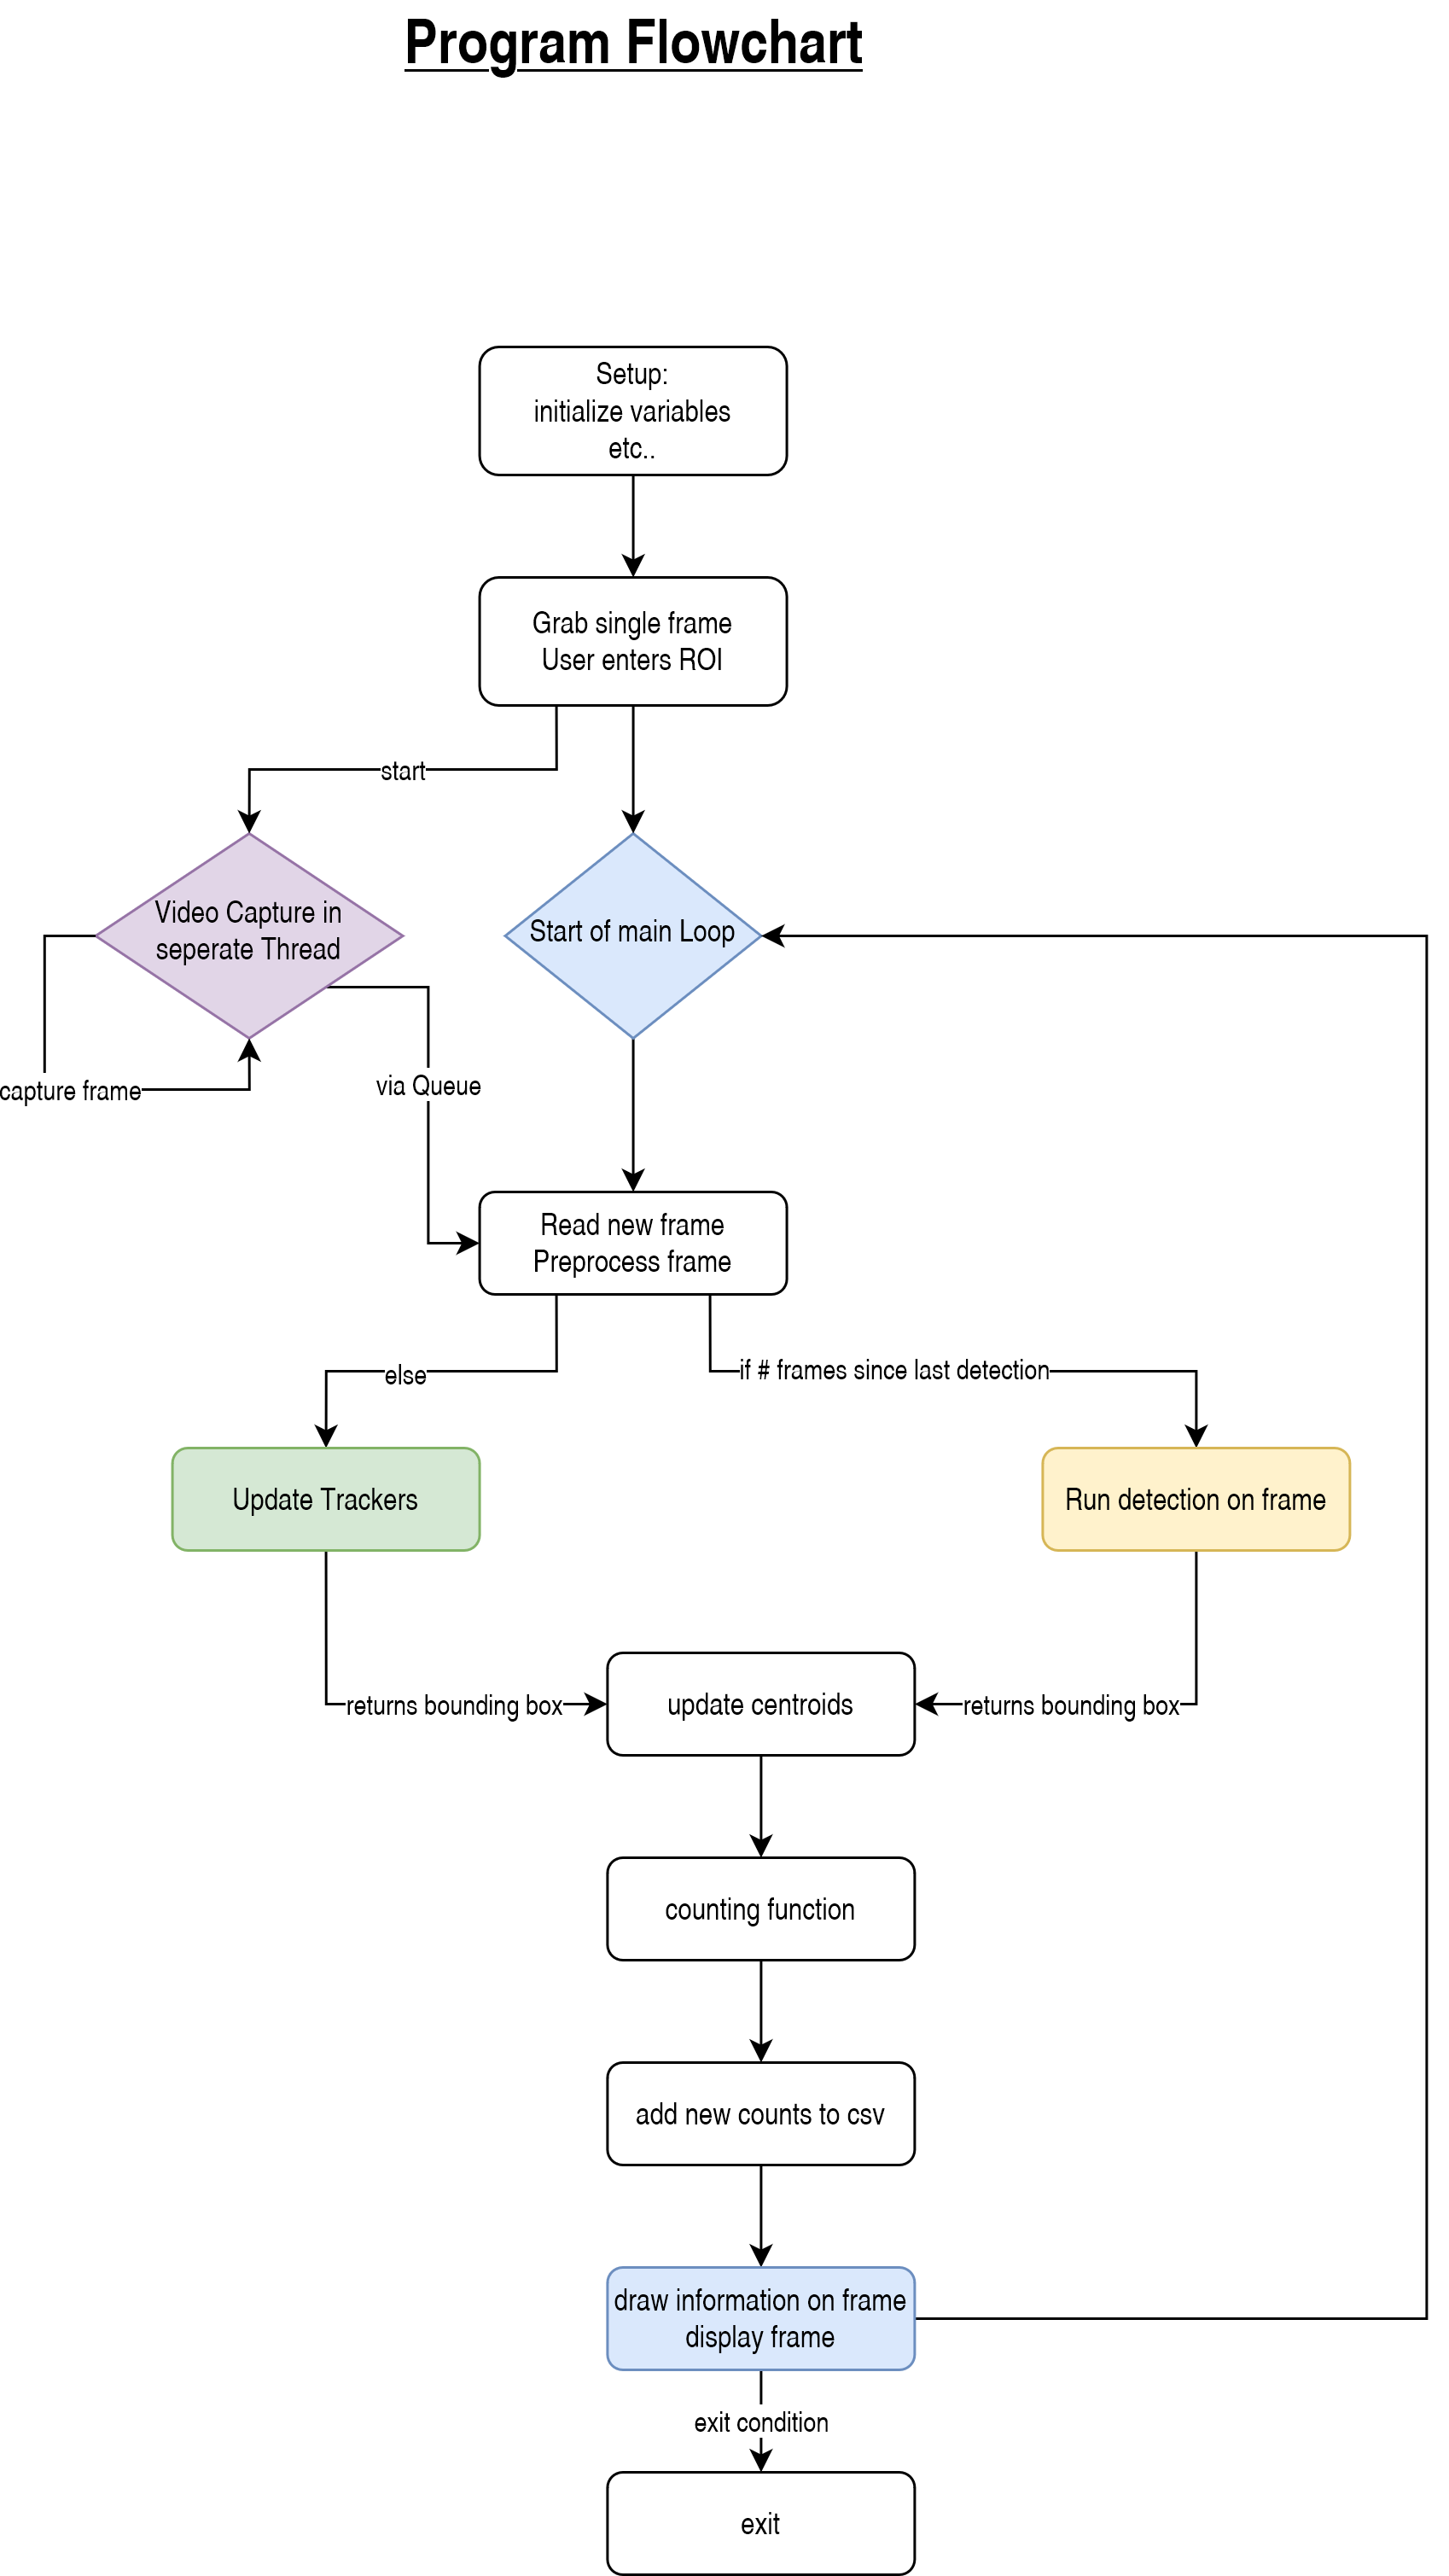 Program Flowchart
Setup:
initialize variables
etc..
Grab single frame
User enters ROI
start
Video Capture in
seperate Thread
Start of main Loop
capture frame
via Queue
Read new frame
Preprocess frame
else
if # frames since last detection
Update Trackers
Run detection on frame
returns bounding box
update centroids
returns bounding box
counting function
add new counts to csv
draw information on frame
display frame
exit condition
exit